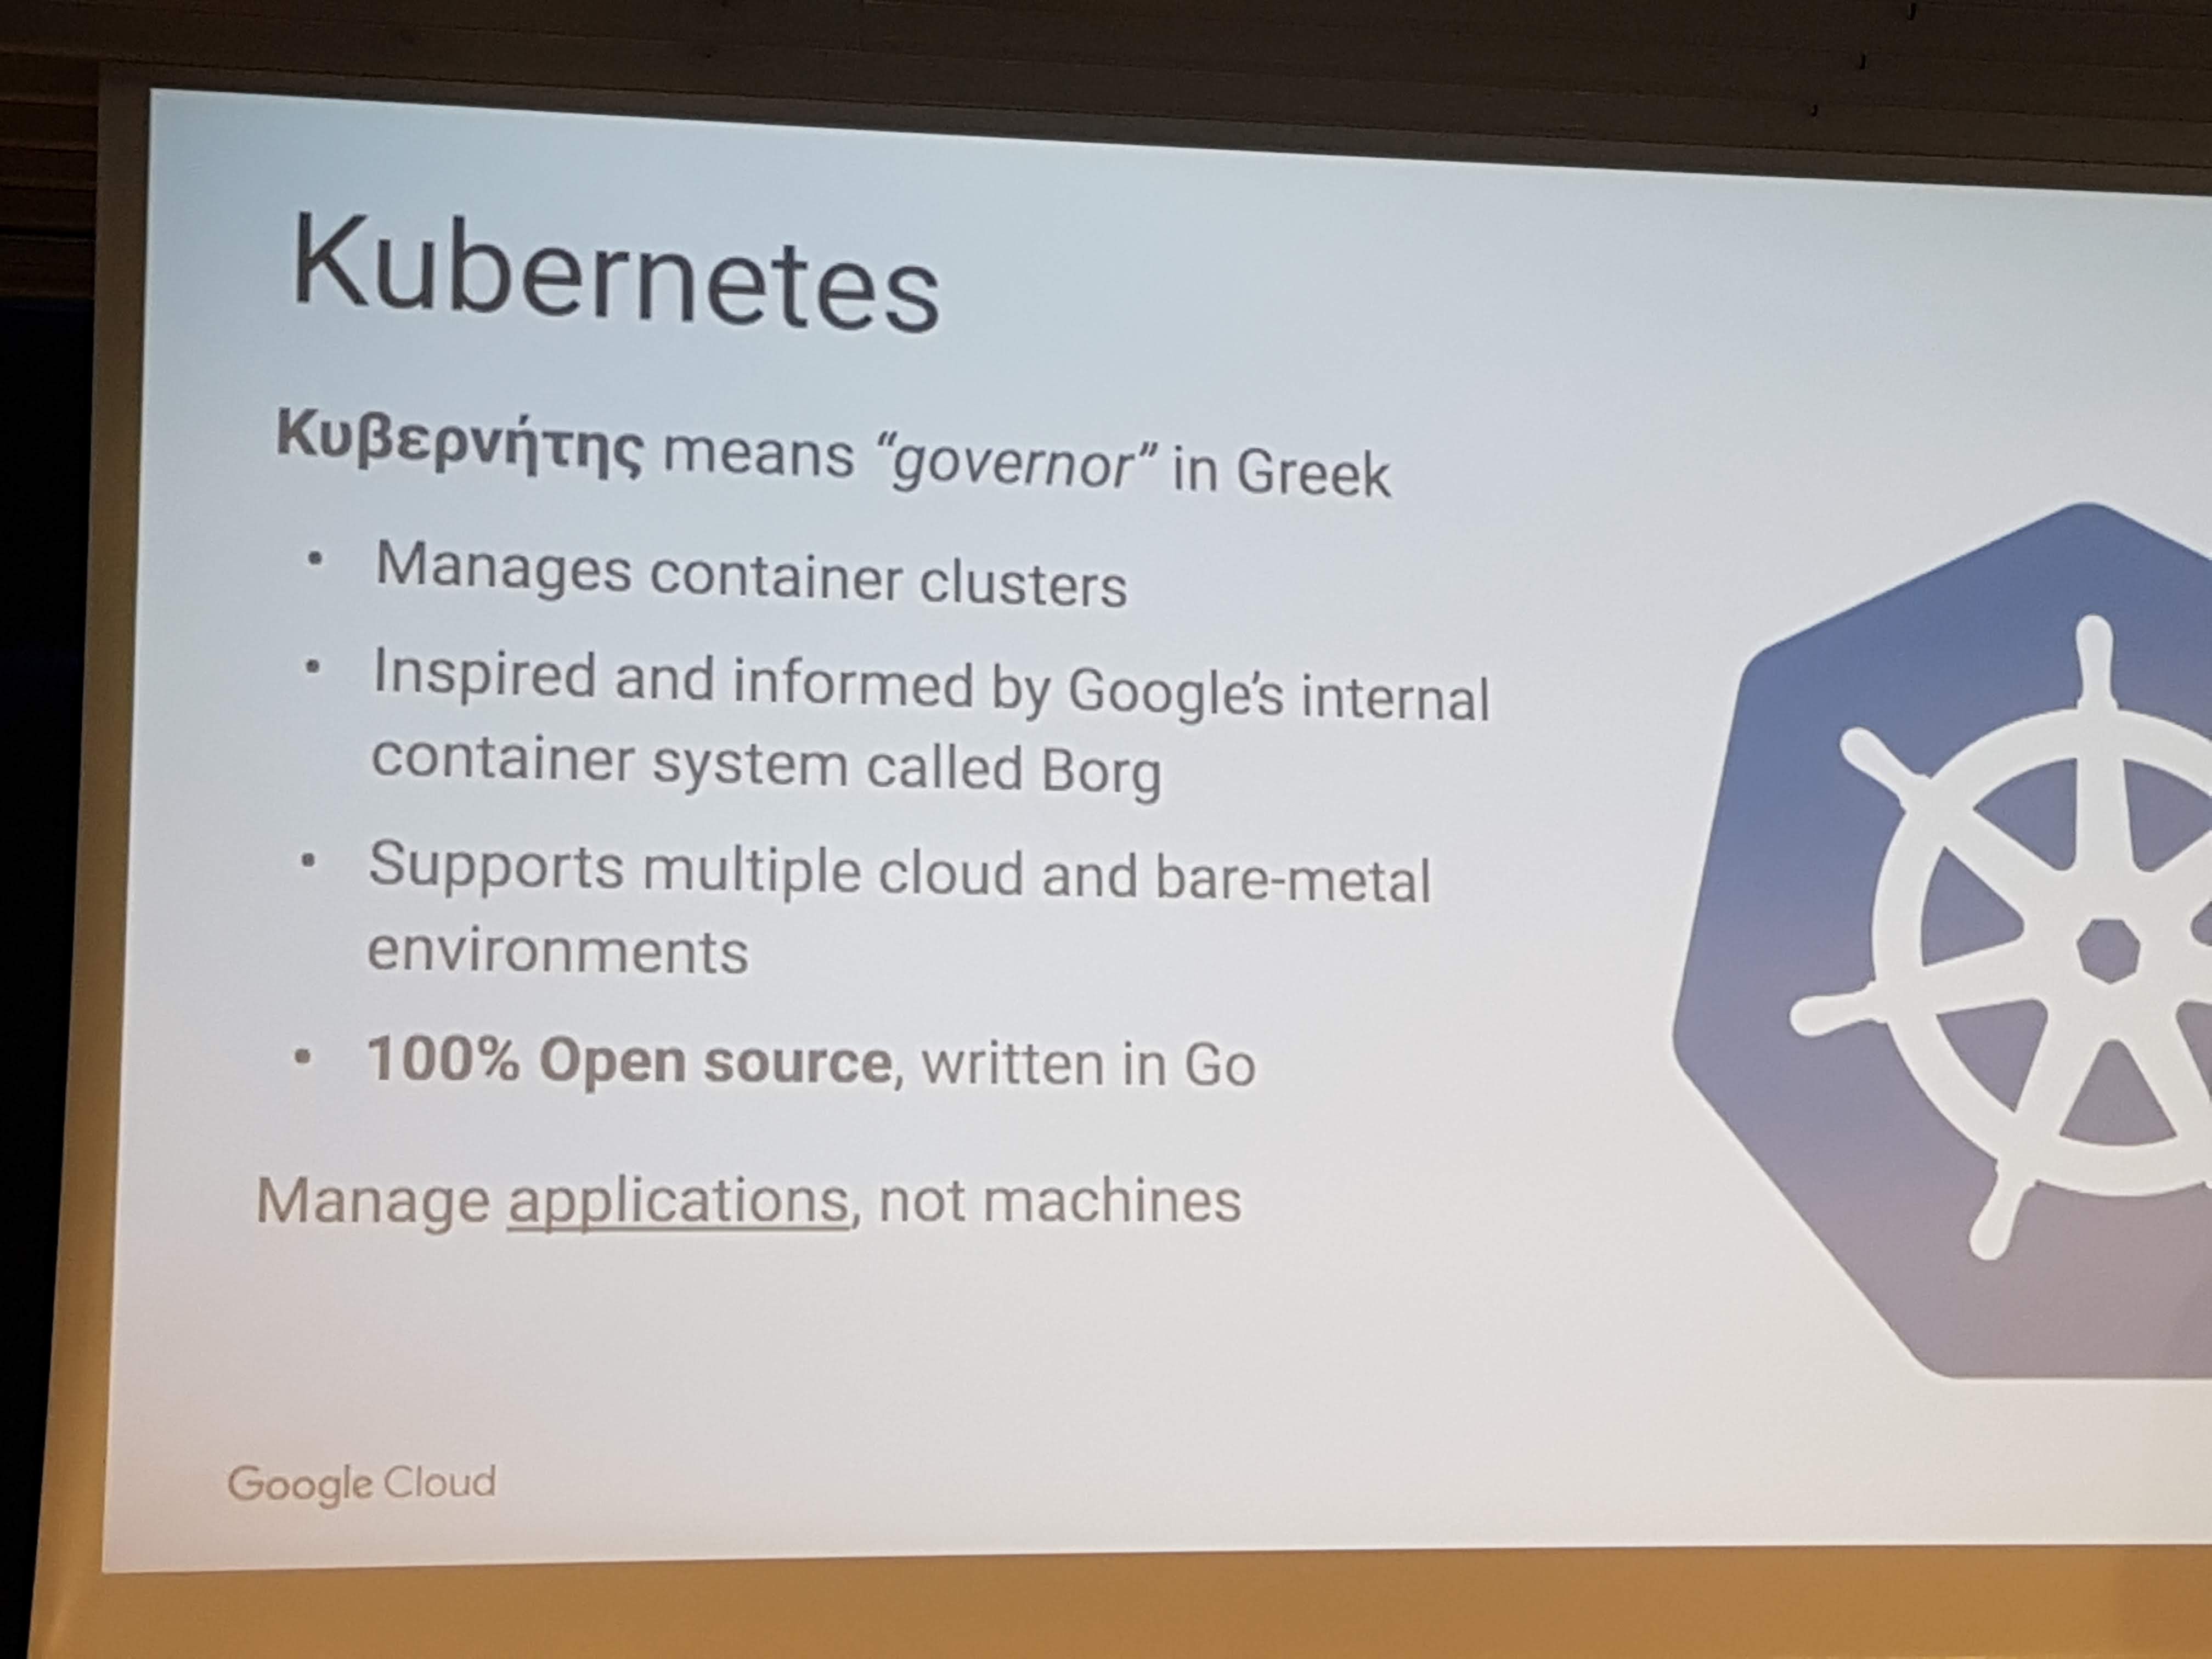 Kubernetes
Κυβερνήτης means “governor” in Greek
• Manages container clusters
• Inspired and informed by Google’s internal
container system called Borg
• Supports multiple cloud and bare-metal
environments
• 100% Open source, written in Go
Manage applications, not machines
Google Cloud